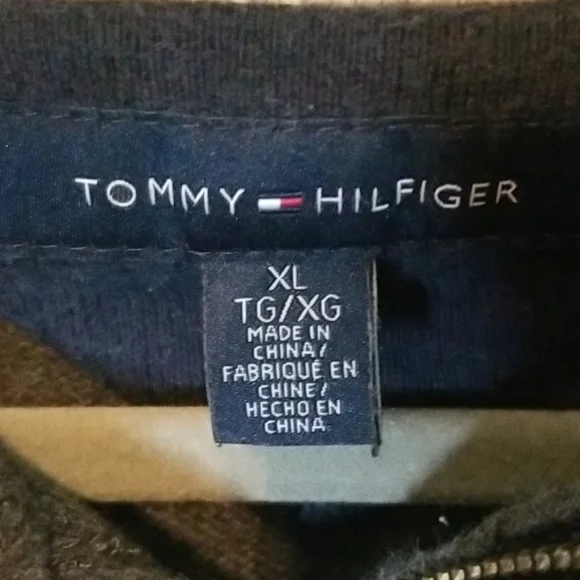 TOMMY HILFIGER
XL
TG/XG
MADE IN
CHINA/
FABRIQUÉ EN
CHINE/
HECHO EN
CHINA